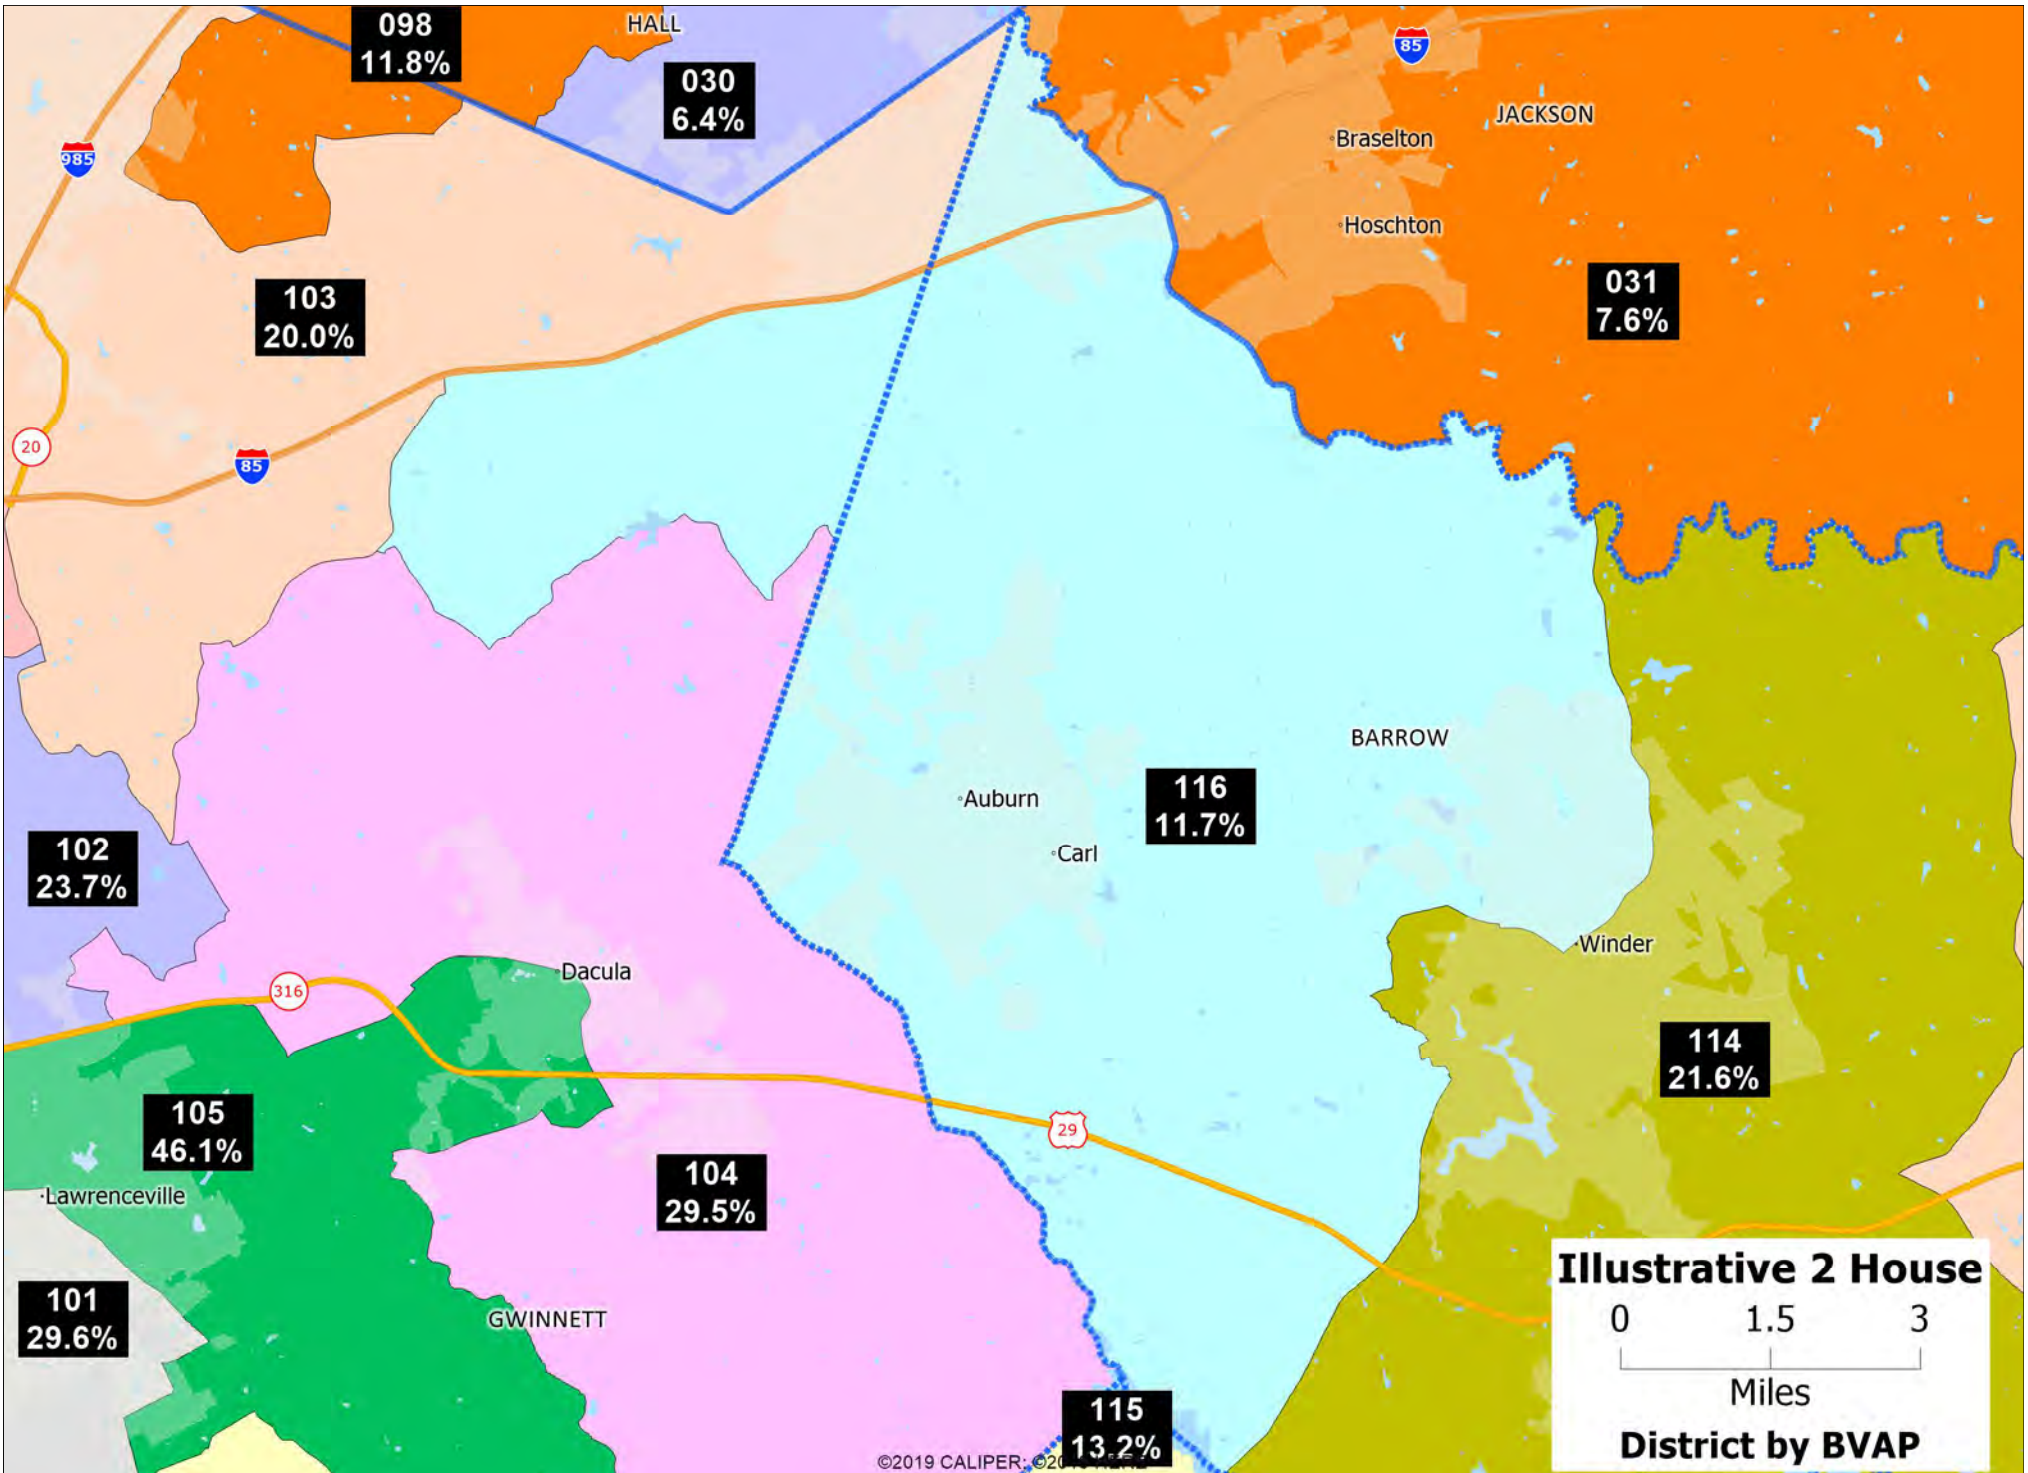 098
11.8%
HALL
030
6.4%
85
JACKSON
Braselton
985
Hoschton
031
7.6%
103
20.0%
20
85
BARROW
Auburn
116
11.7%
Carl
102
23.7%
Winder
Dacula
316
114
21.6%
105
46.1%
29
104
29.5%
Lawrenceville
101
29.6%
GWINNETT
Illustrative 2 House
0 1.5 3
Miles
District by BVAP
115
13.2%
©2019 CALIPER;